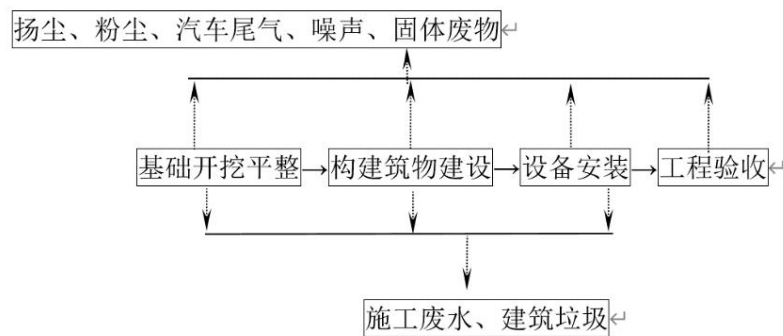 扬尘、粉尘、汽车尾气、噪声、固体废物
基础开挖平整→构建筑物建设→设备安装→工程验收
施工废水、建筑垃圾